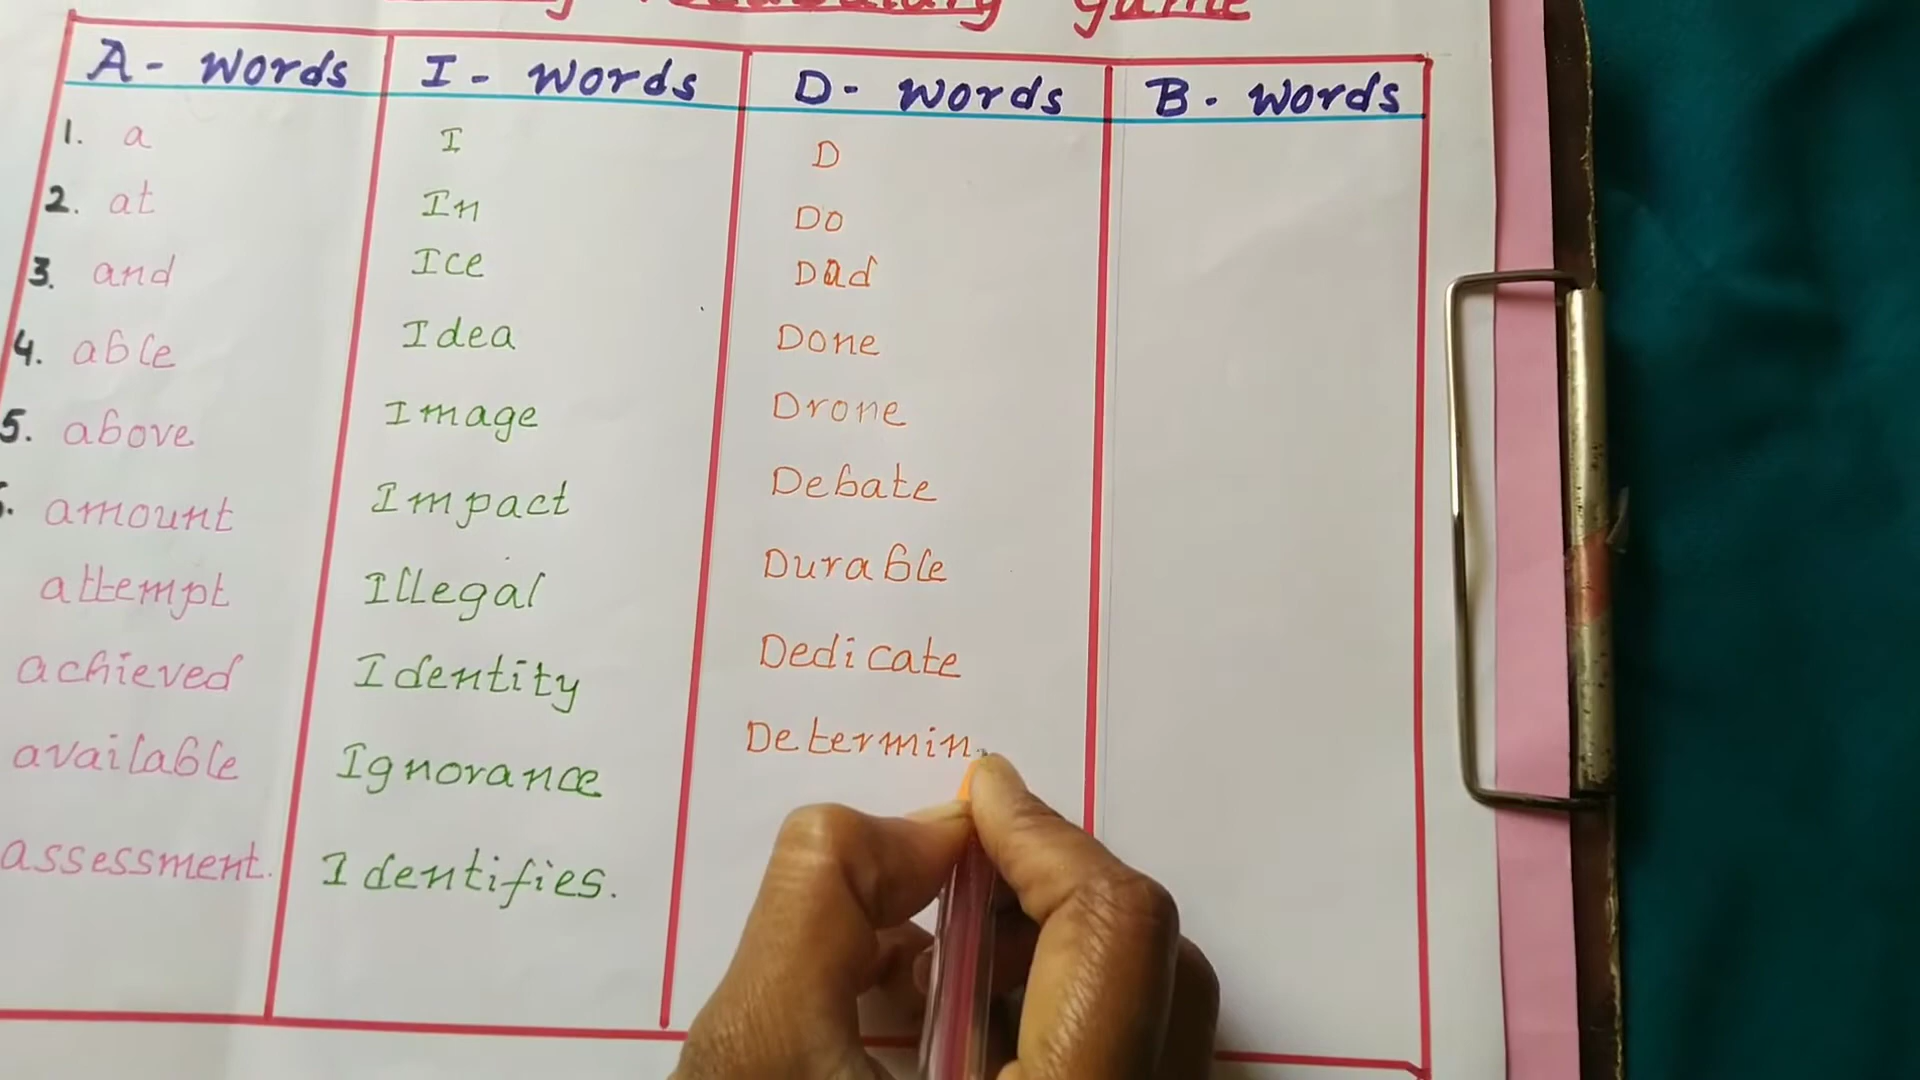 Game
A - Words I - Words D - Words B - Words
1. a I D
2. at In Do
3. and Ice Dad
4. able Idea Done
5. above Image Drone
amount Impact Debate
attempt Illegal Durable
achieved Identity Dedicate
available Ignorance Determin
assessment. Identifies.